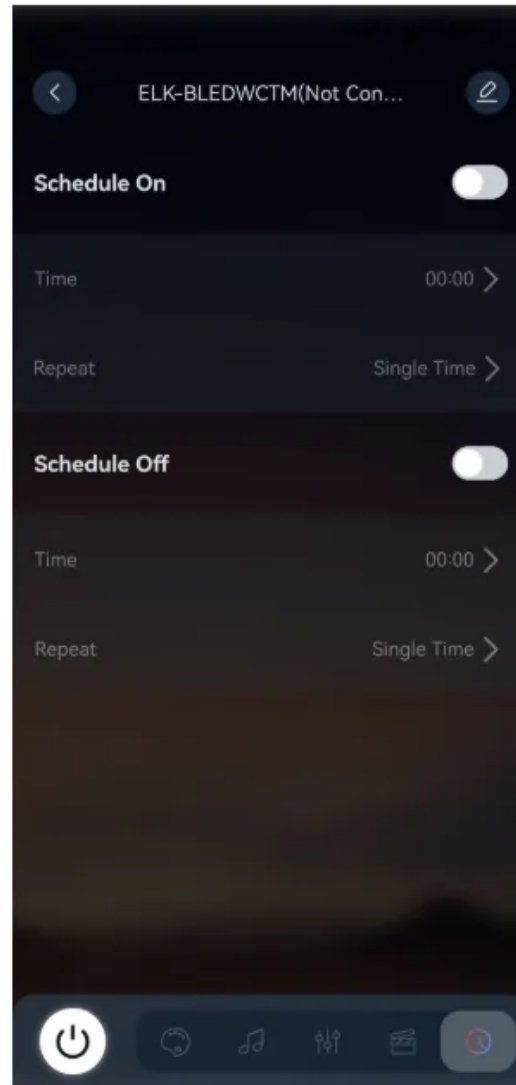 ELK-BLEDWCTM(Not Con...
Schedule On
Time 00:00
Repeat Single Time
Schedule Off
Time 00:00
Repeat Single Time